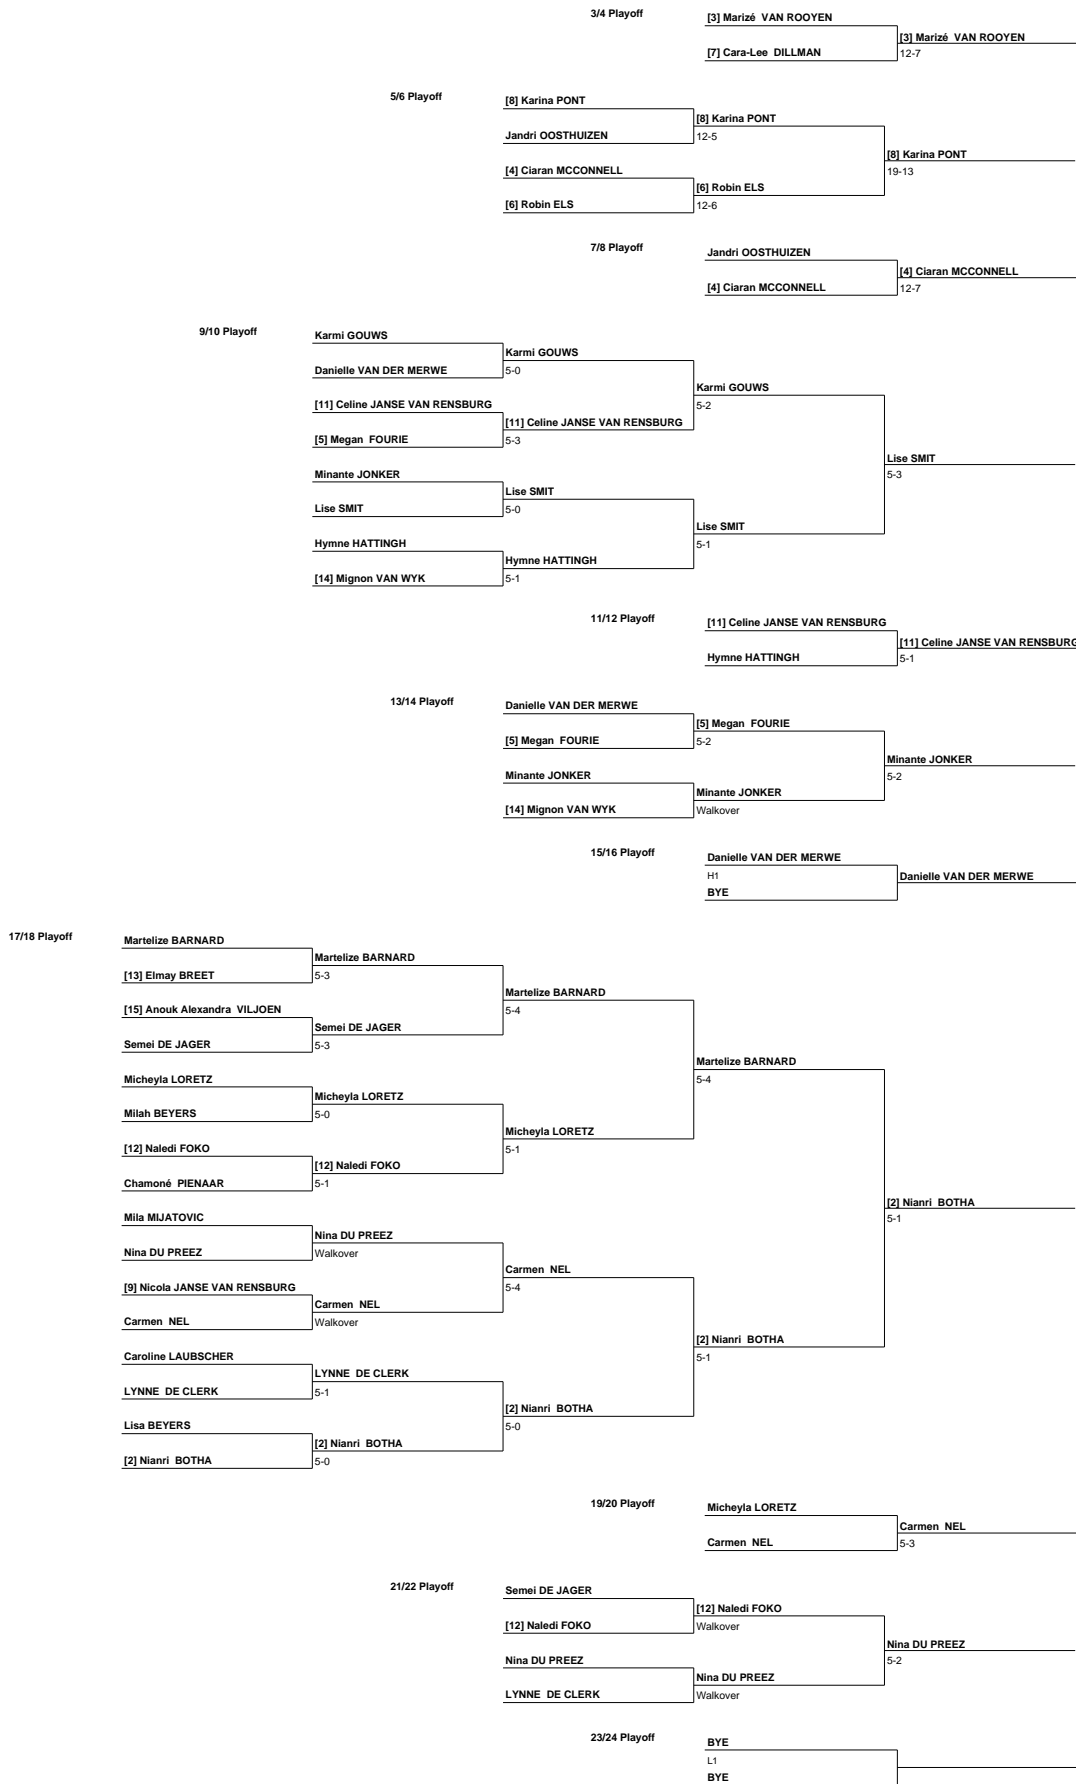 3/4 Playoff
[3] Marizé VAN ROOYEN
[3] Marizé VAN ROOYEN
[7] Cara-Lee DILLMAN
12-7
5/6 Playoff
[8] Karina PONT
[8] Karina PONT
Jandri OOSTHUIZEN
12-5
[8] Karina PONT
19-13
[4] Ciaran MCCONNELL
[6] Robin ELS
[6] Robin ELS
12-6
7/8 Playoff
Jandri OOSTHUIZEN
[4] Ciaran MCCONNELL
[4] Ciaran MCCONNELL
12-7
9/10 Playoff
Karmi GOUWS
Karmi GOUWS
Danielle VAN DER MERWE
5-0
Karmi GOUWS
5-2
[11] Celine JANSE VAN RENSBURG
[11] Celine JANSE VAN RENSBURG
[5] Megan FOURIE
5-3
Lise SMIT
5-3
Minante JONKER
Lise SMIT
Lise SMIT
5-0
Lise SMIT
5-1
Hymne HATTINGH
Hymne HATTINGH
[14] Mignon VAN WYK
5-1
11/12 Playoff
[11] Celine JANSE VAN RENSBURG
[11] Celine JANSE VAN RENSBURG
Hymne HATTINGH
5-1
13/14 Playoff
Danielle VAN DER MERWE
[5] Megan FOURIE
[5] Megan FOURIE
5-2
Minante JONKER
5-2
Minante JONKER
Minante JONKER
[14] Mignon VAN WYK
Walkover
15/16 Playoff
Danielle VAN DER MERWE
H1
Danielle VAN DER MERWE
BYE
17/18 Playoff
Martelize BARNARD
Martelize BARNARD
[13] Elmay BREET
5-3
Martelize BARNARD
5-4
[15] Anouk Alexandra VILJOEN
Semei DE JAGER
Semei DE JAGER
5-3
Martelize BARNARD
5-4
Micheyla LORETZ
Micheyla LORETZ
Milah BEYERS
5-0
Micheyla LORETZ
5-1
[12] Naledi FOKO
[12] Naledi FOKO
Chamoné PIENAAR
5-1
[2] Nianri BOTHA
5-1
Mila MIJATOVIC
Nina DU PREEZ
Nina DU PREEZ
Walkover
Carmen NEL
5-4
[9] Nicola JANSE VAN RENSBURG
Carmen NEL
Carmen NEL
Walkover
[2] Nianri BOTHA
5-1
Caroline LAUBSCHER
LYNNE DE CLERK
LYNNE DE CLERK
5-1
[2] Nianri BOTHA
5-0
Lisa BEYERS
[2] Nianri BOTHA
[2] Nianri BOTHA
5-0
19/20 Playoff
Micheyla LORETZ
Carmen NEL
Carmen NEL
5-3
21/22 Playoff
Semei DE JAGER
[12] Naledi FOKO
[12] Naledi FOKO
Walkover
Nina DU PREEZ
5-2
Nina DU PREEZ
Nina DU PREEZ
LYNNE DE CLERK
Walkover
23/24 Playoff
BYE
L1
BYE